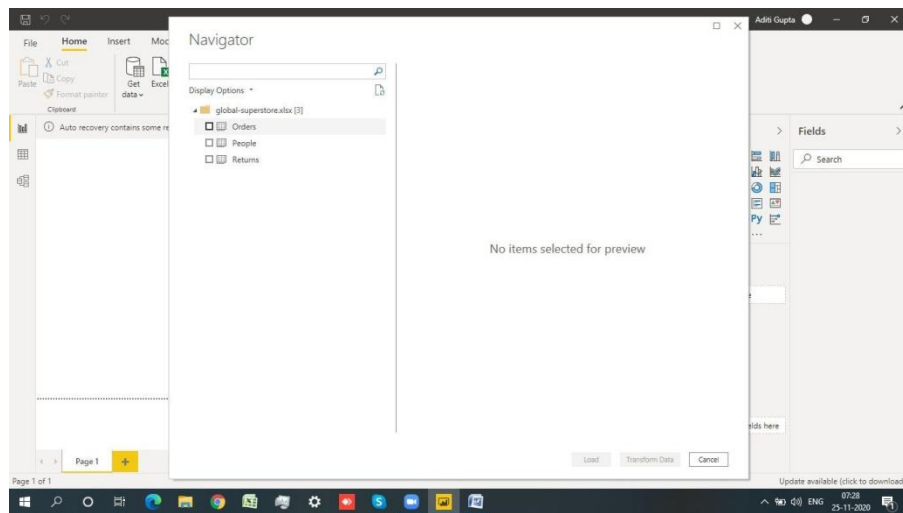 Aditi Gupta
File Home Insert Mod
Cut
Copy
Format painter
Paste
Clipboard
Get data
Excel
Auto recovery contains some re
Navigator
Display Options
global-superstore.xlsx [3]
Orders
People
Returns
No items selected for preview
Load Transform Data Cancel
Fields
Search
Py
...
elds here
Page 1
Page 1 of 1
Update available (click to download
ENG
07:28
25-11-2020